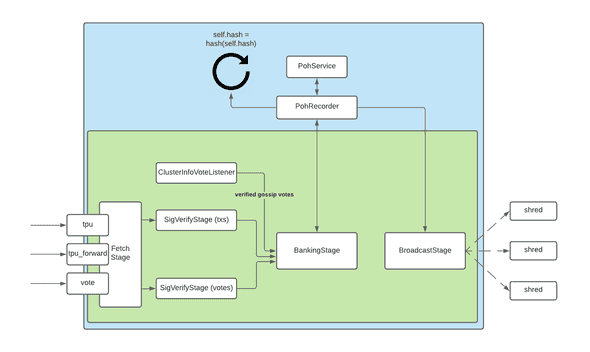 self.hash =
hash(self.hash)
PohService
PohRecorder
ClusterInfoVoteListener
verified gossip votes
tpu
SigVerifyStage (txs)
shred
tpu_forward
Fetch
Stage
BankingStage
BroadcastStage
shred
vote
SigVerifyStage (votes)
shred